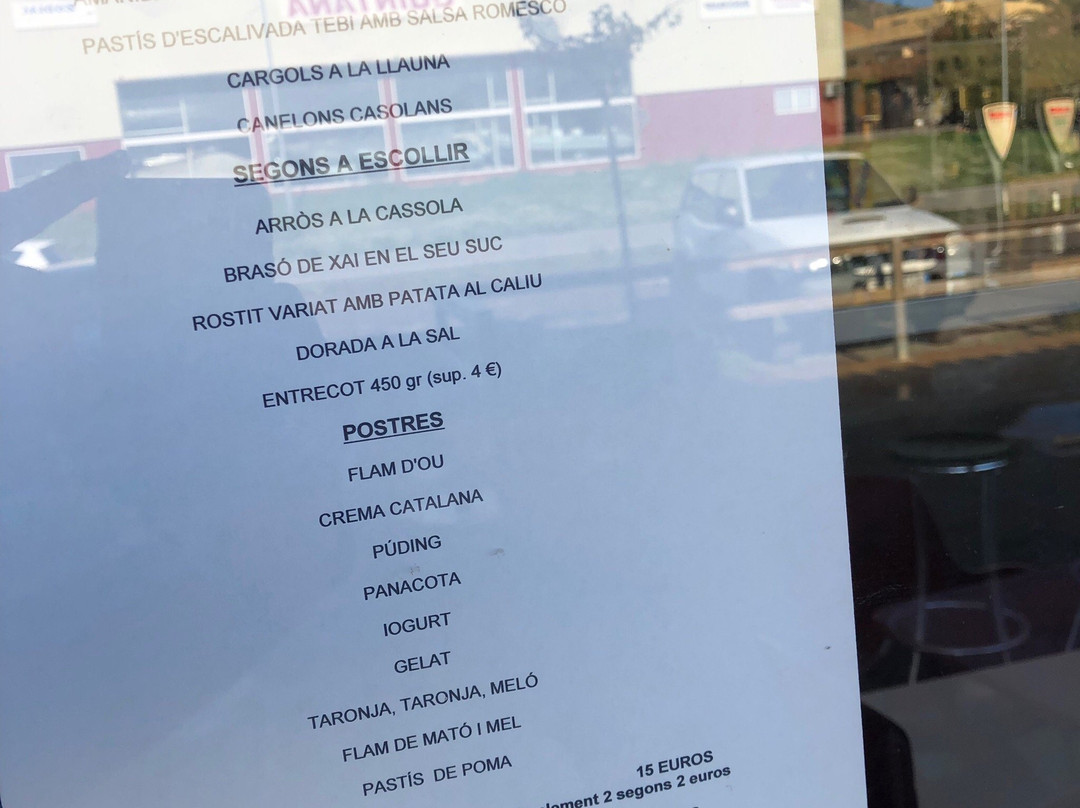 PASTÍS D'ESCALIVADA TEBI AMB SALSA ROMESCO
CARGOLS A LA LLAUNA
CANELONS CASOLANS
SEGONS A ESCOLLIR
ARRÒS A LA CASSOLA
BRASÓ DE XAI EN EL SEU SUC
ROSTIT VARIAT AMB PATATA AL CALIU
DORADA A LA SAL
ENTRECOT 450 gr (sup. 4 €)
POSTRES
FLAM D'OU
CREMA CATALANA
PÚDING
PANACOTA
IOGURT
GELAT
TARONJA, TARONJA, MELÓ
FLAM DE MATÓ I MEL
PASTÍS DE POMA
15 EUROS
2 segons 2 euros